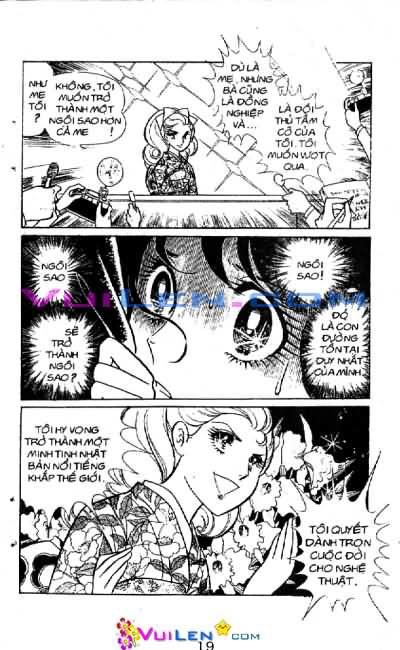 NHƯ
MẸ
TÔI?
KHÔNG, TÔI
MUỐN TRỞ
THÀNH MỘT
NGÔI SAO HƠN
CẢ MẸ!
DÙ LÀ
MẸ, NHƯNG
BÀ CŨNG
LÀ ĐỒNG
NGHIỆP
VÀ...
LÀ ĐỐI
THỦ TẦM
CỠ CỦA
TÔI. TÔI
MUỐN VƯỢT
QUA
NGÔI
SAO
SẼ
TRỞ
THÀNH
NGÔI
SAO?
NGÔI
SAO!
ĐÓ
LÀ CON
ĐƯỜNG
TỒN TẠI
DUY NHẤT
CỦA MÌNH
VUILEN.COM
TÔI HY VỌNG
TRỞ THÀNH MỘT
MINH TINH NHẬT
BẢN NỔI TIẾNG
KHẮP THẾ GIỚI.
TÔI QUYẾT
DÀNH TRỌN
CUỘC ĐỜI
CHO NGHỆ
THUẬT.
VUILEN.COM
19